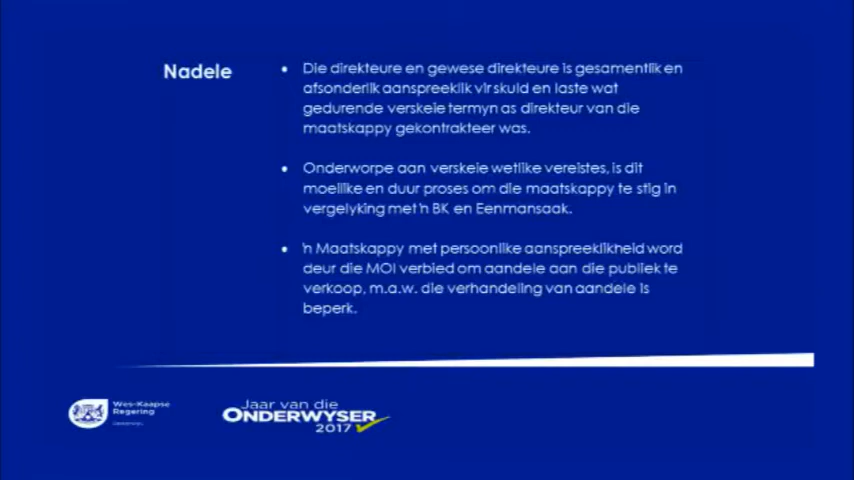 Nadele
• Die direkteure en gewese direkteure is gesamentlik en
afsonderlik aanspreeklik vir skuld en laste wat
gedurende verskeie termyn as direkteur van die
maatskappy gekontrakteer was.
• Onderworpe aan verskeie wetlike vereistes, is dit
moeilike en duur proses om die maatskappy te stig in
vergelyking met 'n BK en Eenmansaak.
• 'n Maatskappy met persoonlike aanspreeklikheid word
deur die MOI verbied om aandele aan die publiek te
verkoop, m.a.w. die verhandeling van aandele is
beperk.
Wes-Kaapse
Regering
Jaar van die
ONDERWYSER
2017